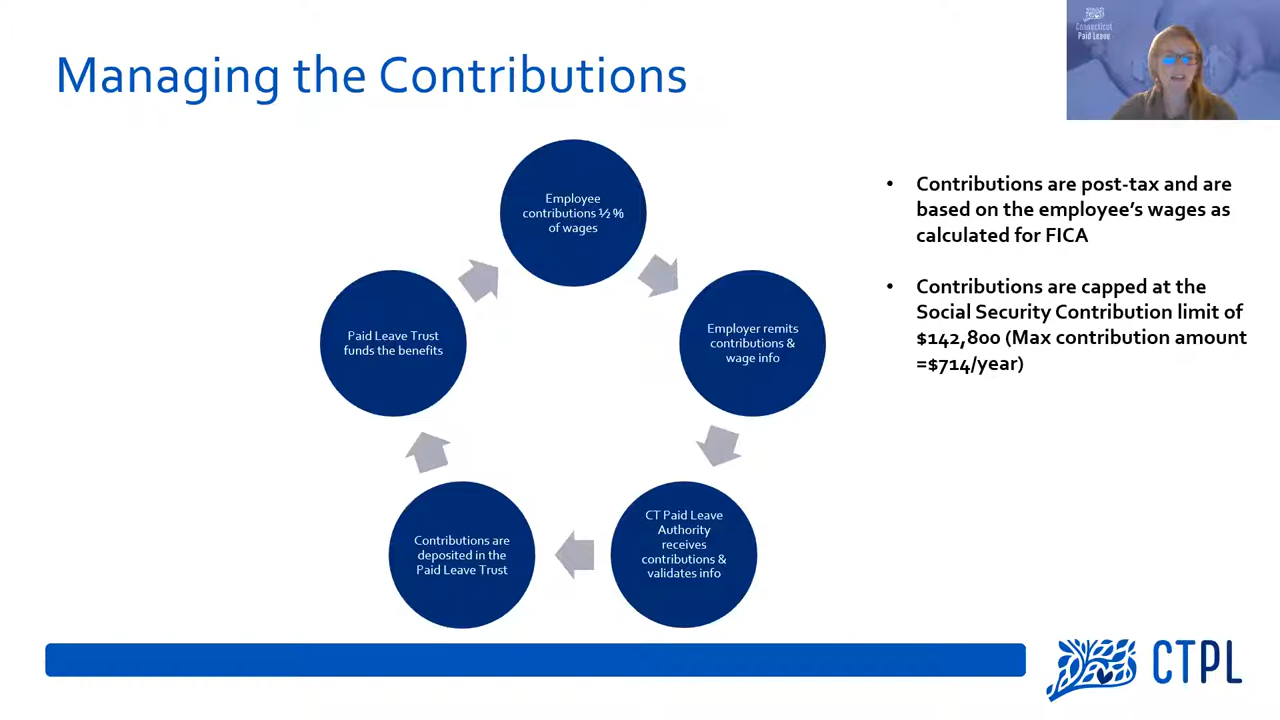 Managing the Contributions
Connecticut
Paid Leave
Employee
contributions ½ %
of wages
Employer remits
contributions &
wage info
CT Paid Leave
Authority
receives
contributions &
validates info
Contributions are
deposited in the
Paid Leave Trust
Paid Leave Trust
funds the benefits
• Contributions are post-tax and are
based on the employee’s wages as
calculated for FICA
• Contributions are capped at the
Social Security Contribution limit of
$142,800 (Max contribution amount
=$714/year)
CTPL